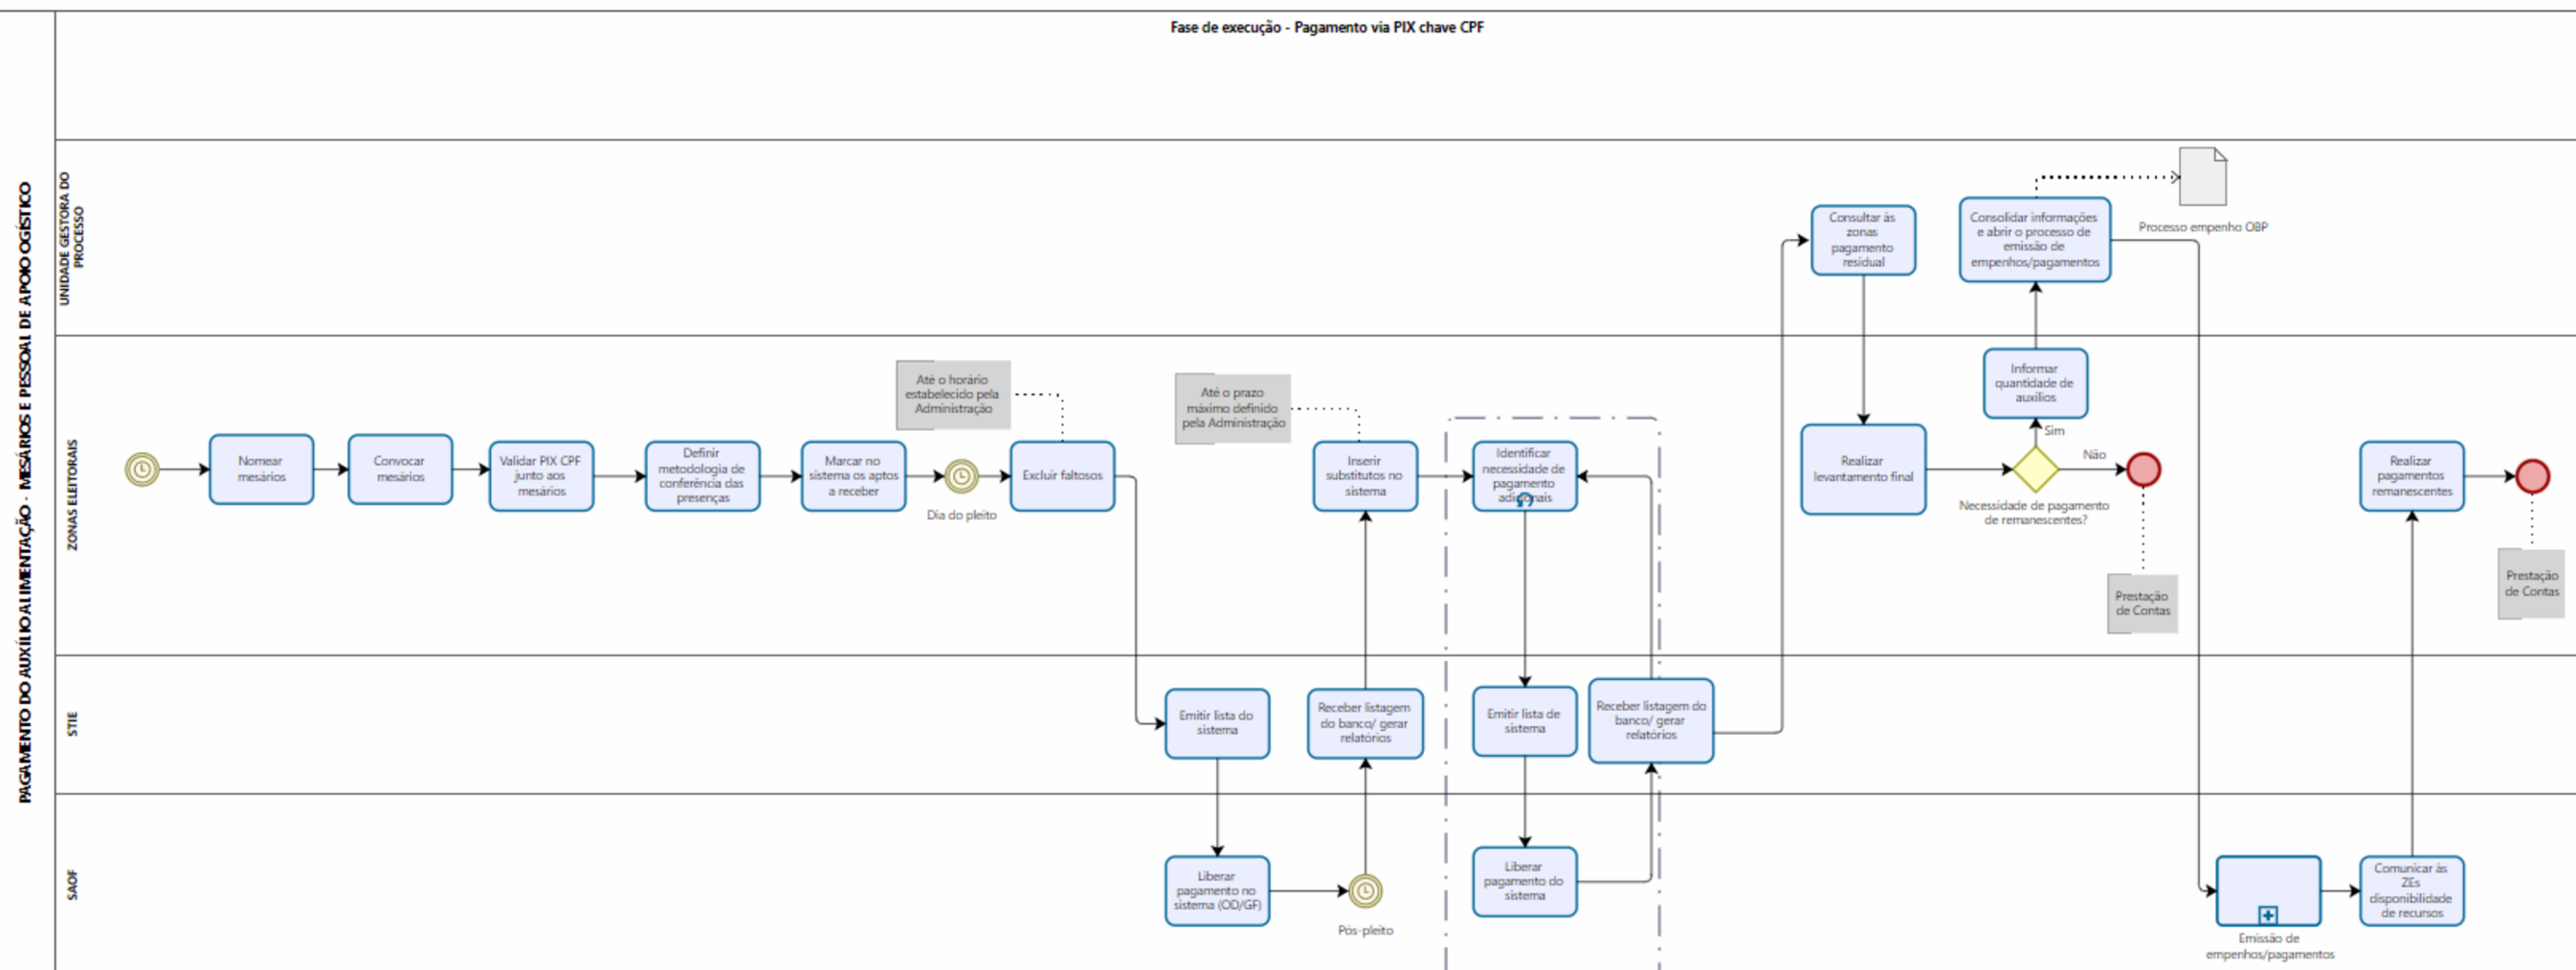 Fase de execução - Pagamento via PIX chave CPF
PAGAMENTO DO AUXÍLIO ALIMENTAÇÃO - MESÁRIOS E PESSOAL DE APOIO OGÍSTICO
UNIDADE GESTORA DO
PROCESSO
Consultar às
zonas
pagamento
residual
Consolidar informações
e abrir o processo de
emissão de
empenhos/pagamentos
Processo empenho OBP
ZONAS ELEITORAIS
Nomear
mesários
Convocar
mesários
Validar PIX CPF
junto aos
mesários
Definir
metodologia de
conferência das
presenças
Marcar no
sistema os aptos
a receber
Dia do pleito
Até o horário
estabelecido pela
Administração
Excluir faltosos
Até o prazo
máximo definido
pela Administração
Inserir
substitutos no
sistema
Identificar
necessidade de
pagamento
adicionais
Realizar
levantamento final
Necessidade de pagamento
de remanescentes?
Sim
Informar
quantidade de
auxílios
Não
Prestação
de Contas
Realizar
pagamentos
remanescentes
Prestação
de Contas
STIE
Emitir lista do
sistema
Receber listagem
do banco/ gerar
relatórios
Emitir lista de
sistema
Receber listagem do
banco/ gerar
relatórios
SAOF
Liberar
pagamento no
sistema (OD/GF)
Pós-pleito
Liberar
pagamento do
sistema
Emissão de
empenhos/pagamentos
Comunicar às
ZEs
disponibilidade
de recursos